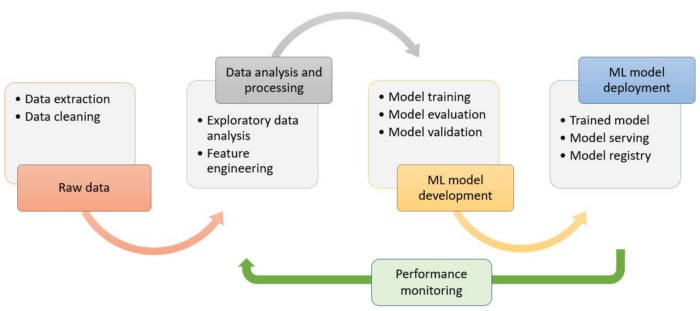 • Data extraction
• Data cleaning
Raw data
Data analysis and
processing
• Exploratory data
analysis
• Feature
engineering
• Model training
• Model evaluation
• Model validation
ML model
development
ML model
deployment
• Trained model
• Model serving
• Model registry
Performance
monitoring